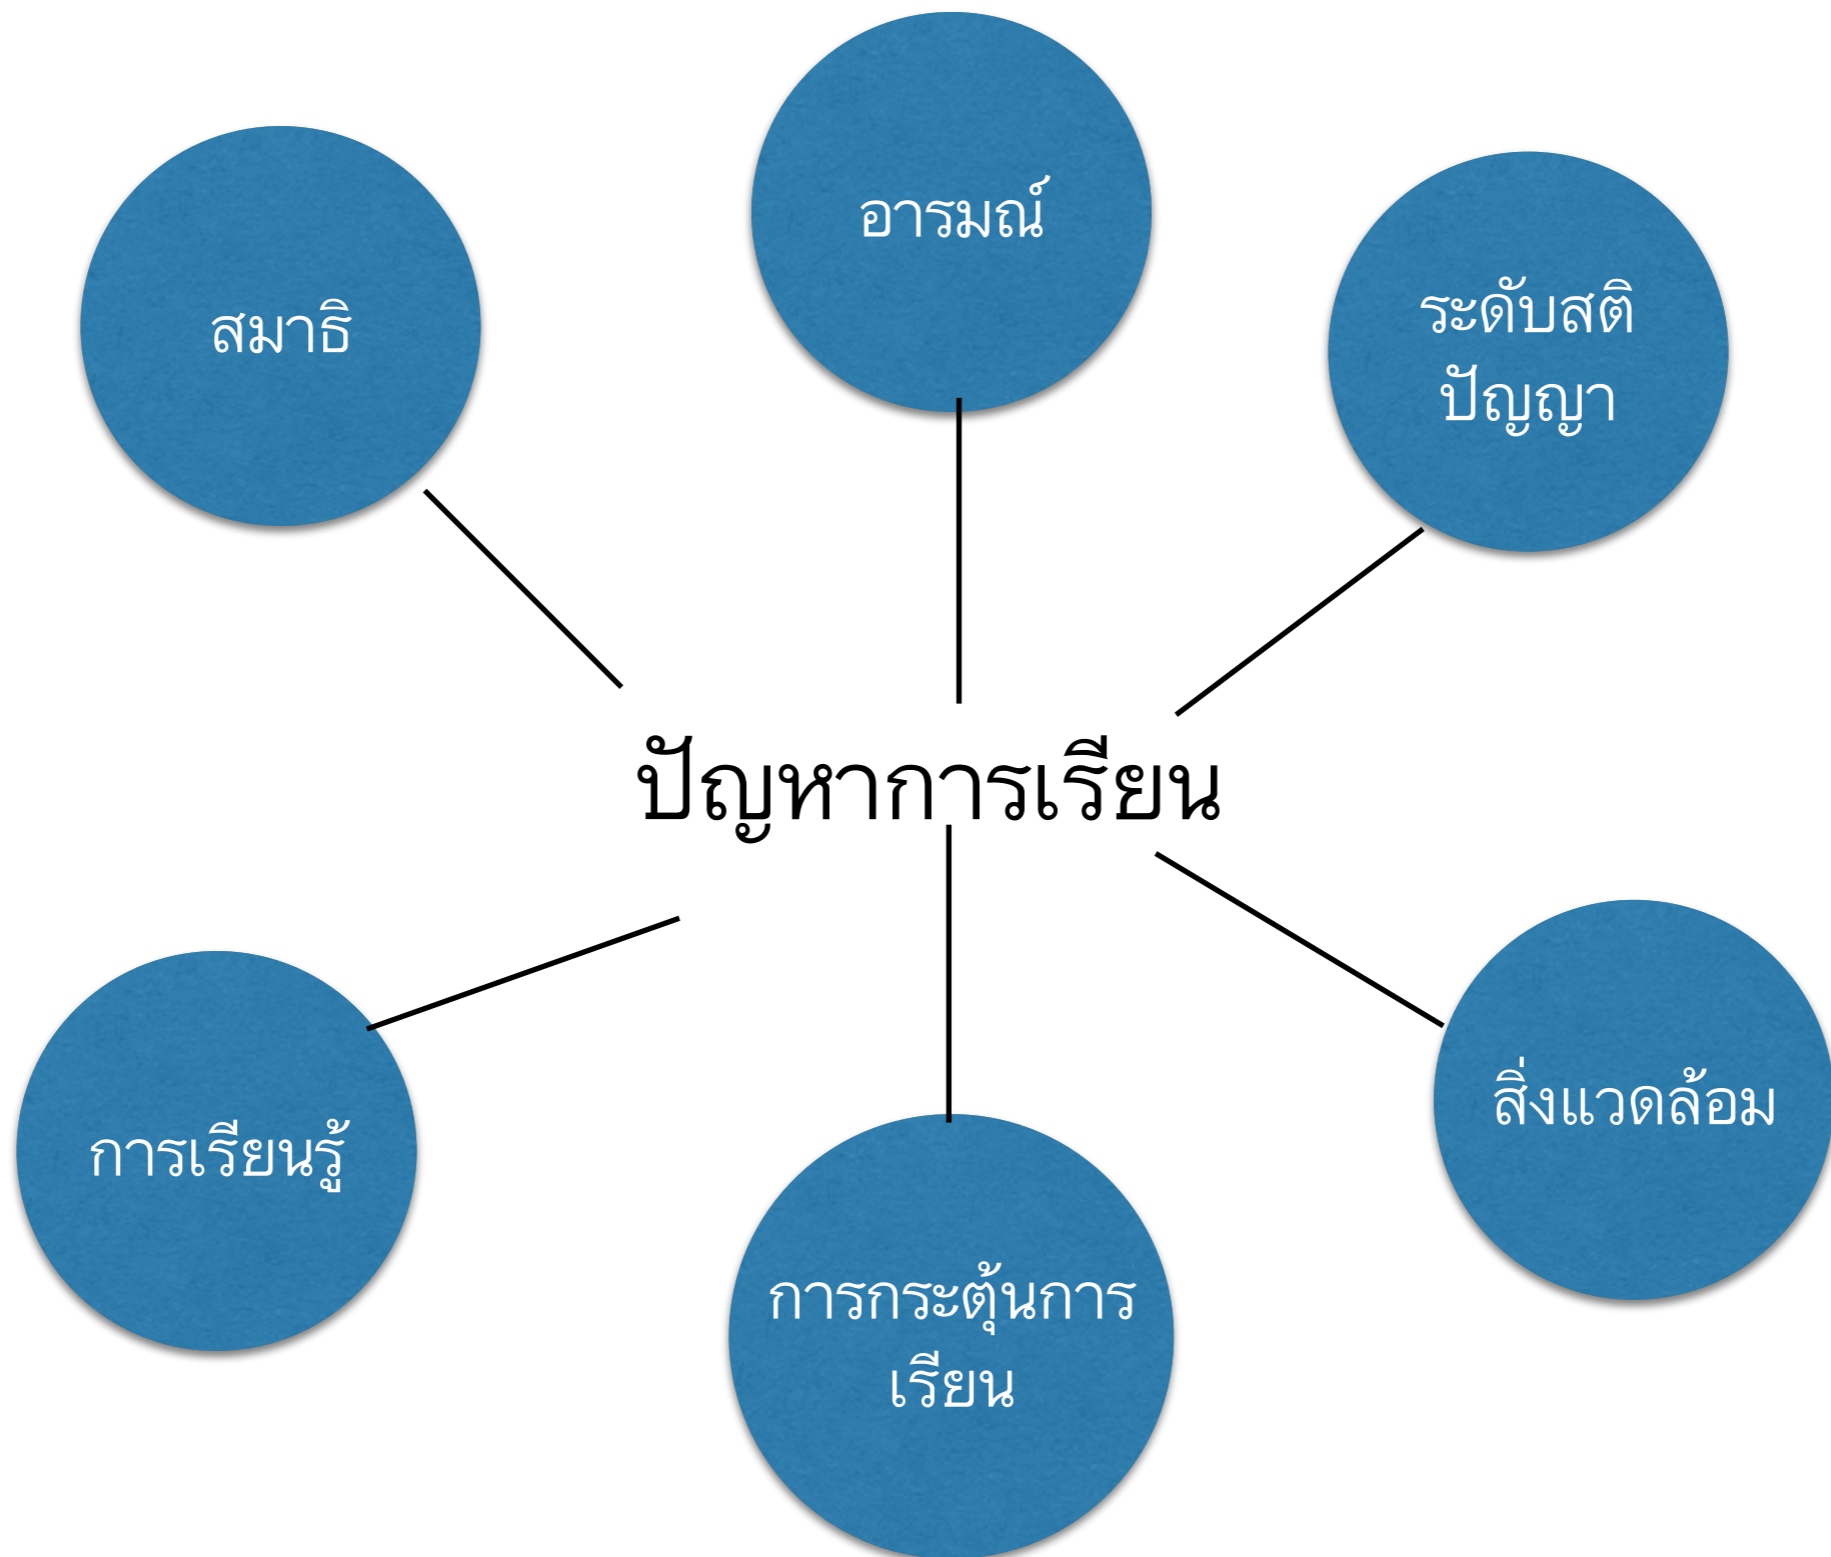 อารมณ์
สมาธิ
ระดับสติ
ปัญญา
ปัญหาการเรียน
การเรียนรู้
สิ่งแวดล้อม
การกระตุ้นการ
เรียน